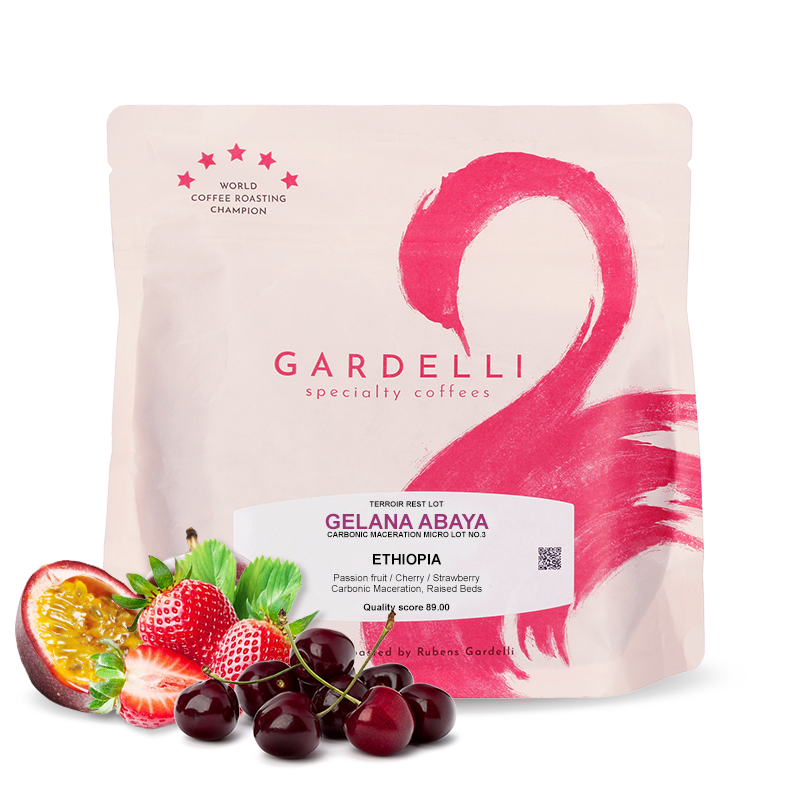 WORLD
COFFEE ROASTING
CHAMPION
GARDELLI
specialty coffees
TERROIR REST LOT
GELANA ABAYA
CARBONIC MACERATION MICRO LOT NO.3
ETHIOPIA
Passion fruit / Cherry / Strawberry
Carbonic Maceration, Raised Beds
Quality score 89.00
by Rubens Gardelli